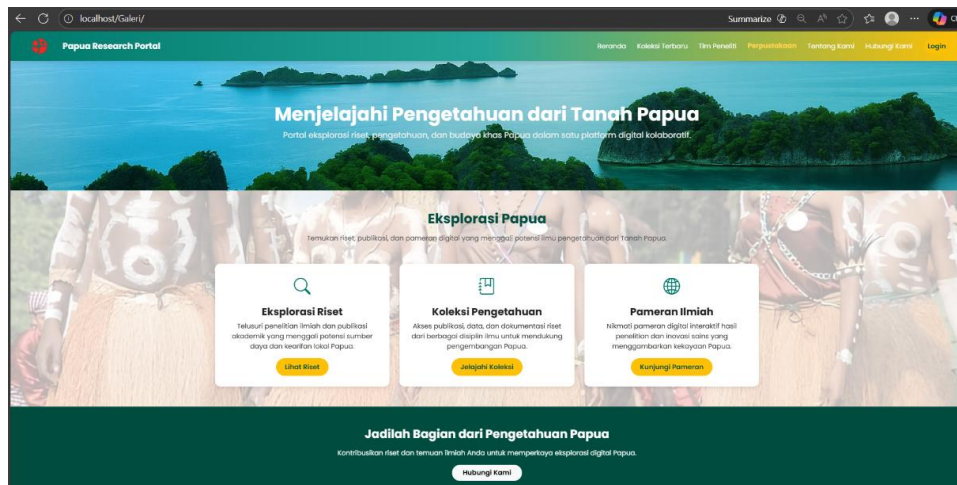 localhost/Galeri/
Summarize
Papua Research Portal
Beranda Koleksi Terbaru Tim Peneliti Perpustakaan Tentang Kami Hubungi Kami Login
Menjelajahi Pengetahuan dari Tanah Papua
Portal eksplorasi riset, pengetahuan, dan budaya khas Papua dalam satu platform digital kolaboratif.
Eksplorasi Papua
Temukan riset, publikasi, dan pameran digital yang menggali potensi ilmu pengetahuan dari Tanah Papua.
Eksplorasi Riset
Telusuri penelitian ilmiah dan publikasi
akademik yang menggali potensi sumber
daya dan kearifan lokal Papua.
Lihat Riset
Koleksi Pengetahuan
Akses publikasi, data, dan dokumentasi riset
dari berbagai disiplin ilmu untuk mendukung
pengembangan Papua.
Jelajahi Koleksi
Pameran Ilmiah
Nikmati pameran digital interaktif hasil
penelitian dan inovasi sains yang
menggambarkan kekayaan Papua.
Kunjungi Pameran
Jadilah Bagian dari Pengetahuan Papua
Kontribusikan riset dan temuan ilmiah Anda untuk memperkaya eksplorasi digital Papua.
Hubungi Kami